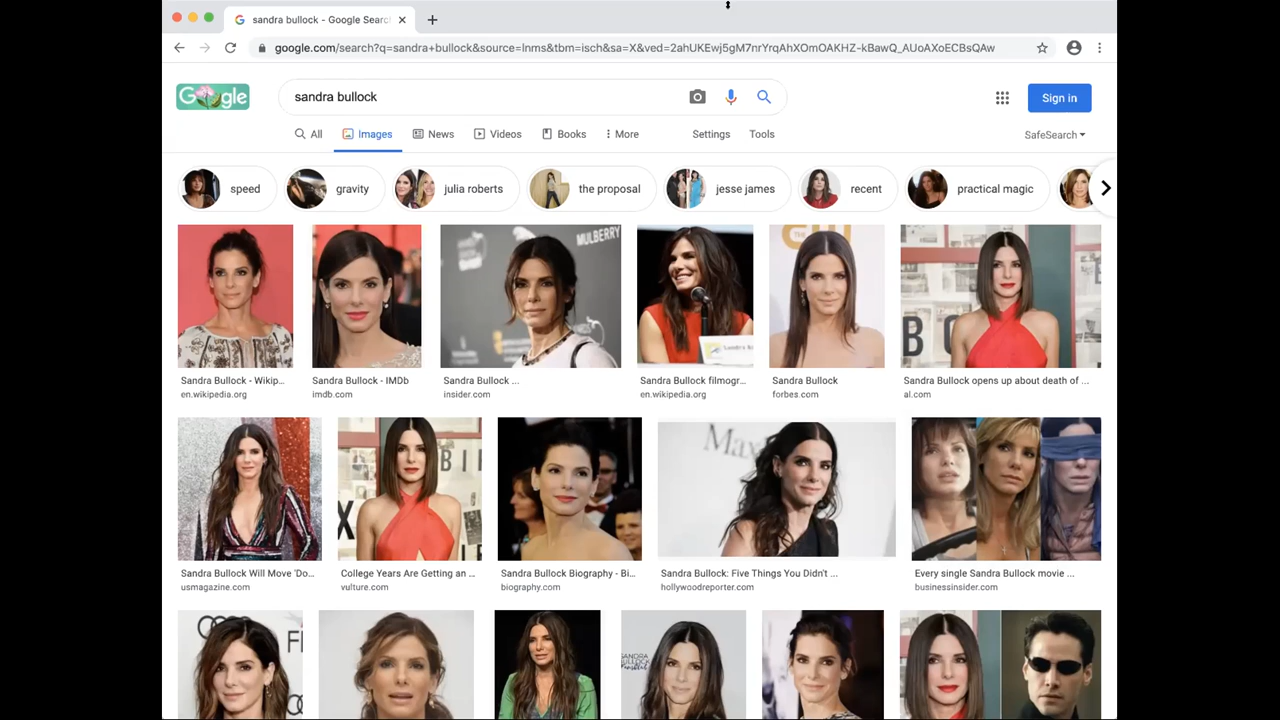 sandra bullock - Google Searc
google.com/search?q=sandra+bullock&source=lnms&tbm=isch&sa=X&ved=2ahUKEwj5gM7nrYrqAhXOmOAKHZ-kBawQ_AUoAXoECBsQAw
Google
sandra bullock
Sign in
All Images News Videos Books More Settings Tools SafeSearch
speed gravity julia roberts the proposal jesse james recent practical magic
MULBERRY
Sandra Bullock - Wikip... Sandra Bullock - IMDb Sandra Bullock ... Sandra Bullock filmogr... Sandra Bullock Sandra Bullock opens up about death of ...
en.wikipedia.org imdb.com insider.com en.wikipedia.org forbes.com al.com
Max
Sandra Bullock Will Move 'Do... College Years Are Getting an ... Sandra Bullock Biography - Bi... Sandra Bullock: Five Things You Didn't ... Every single Sandra Bullock movie ...
usmagazine.com vulture.com biography.com hollywoodreporter.com businessinsider.com